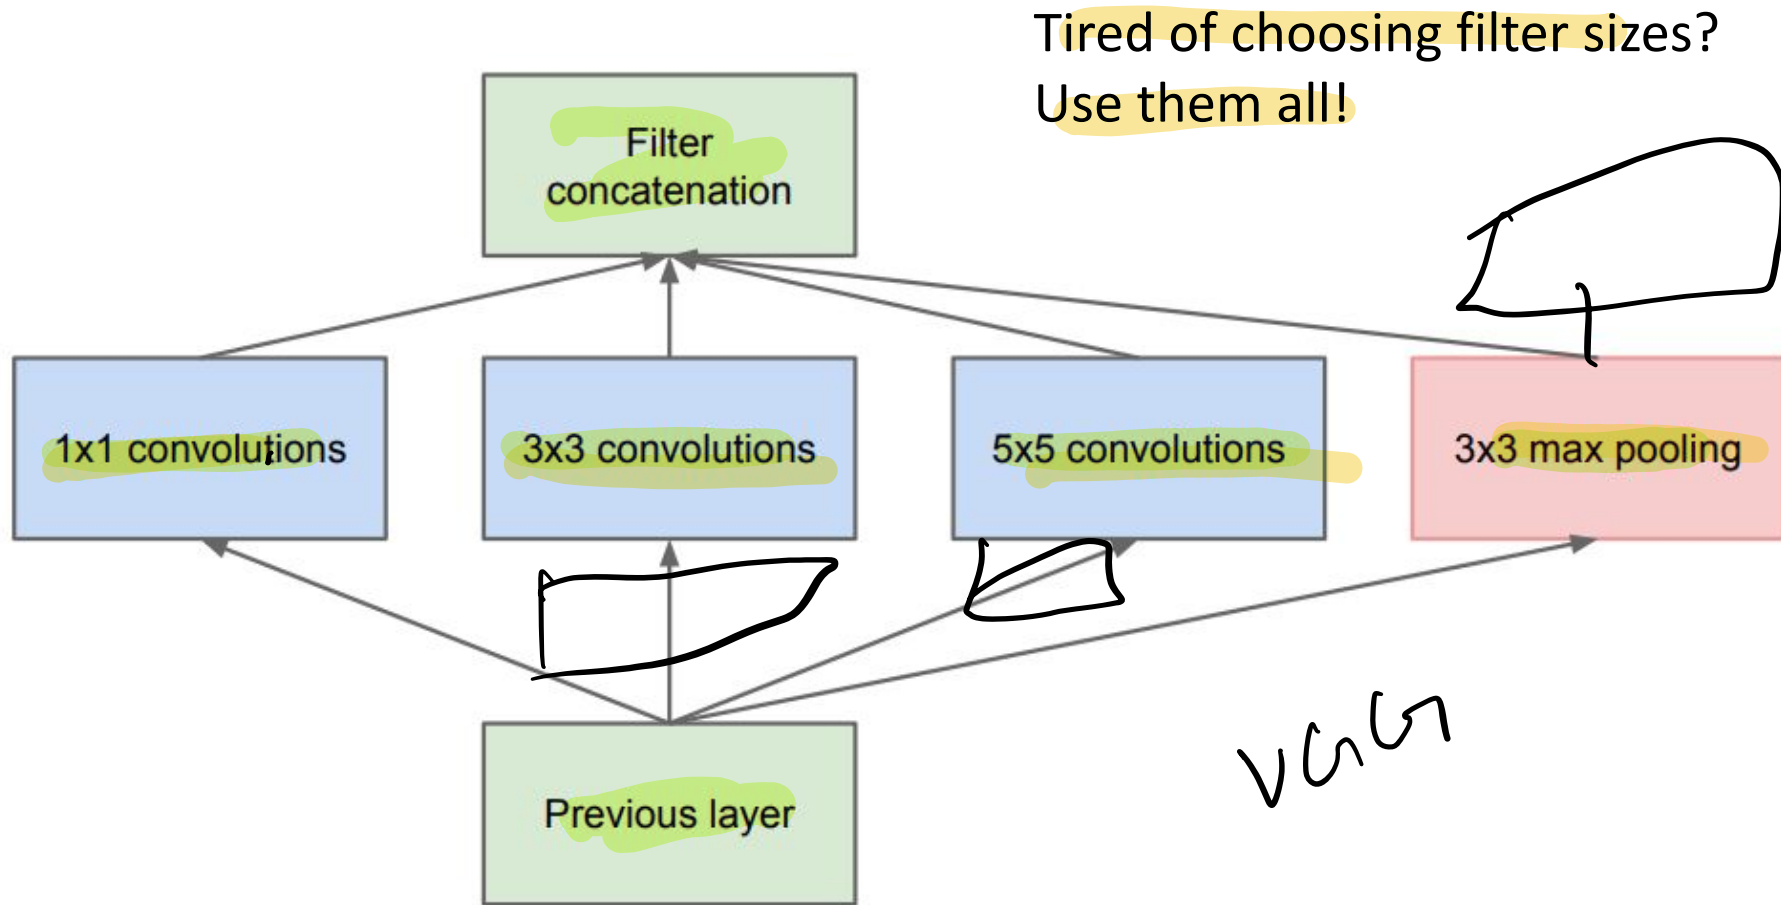 Tired of choosing filter sizes?
Use them all!
Filter
concatenation
1x1 convolutions
3x3 convolutions
5x5 convolutions
3x3 max pooling
VGG
Previous layer